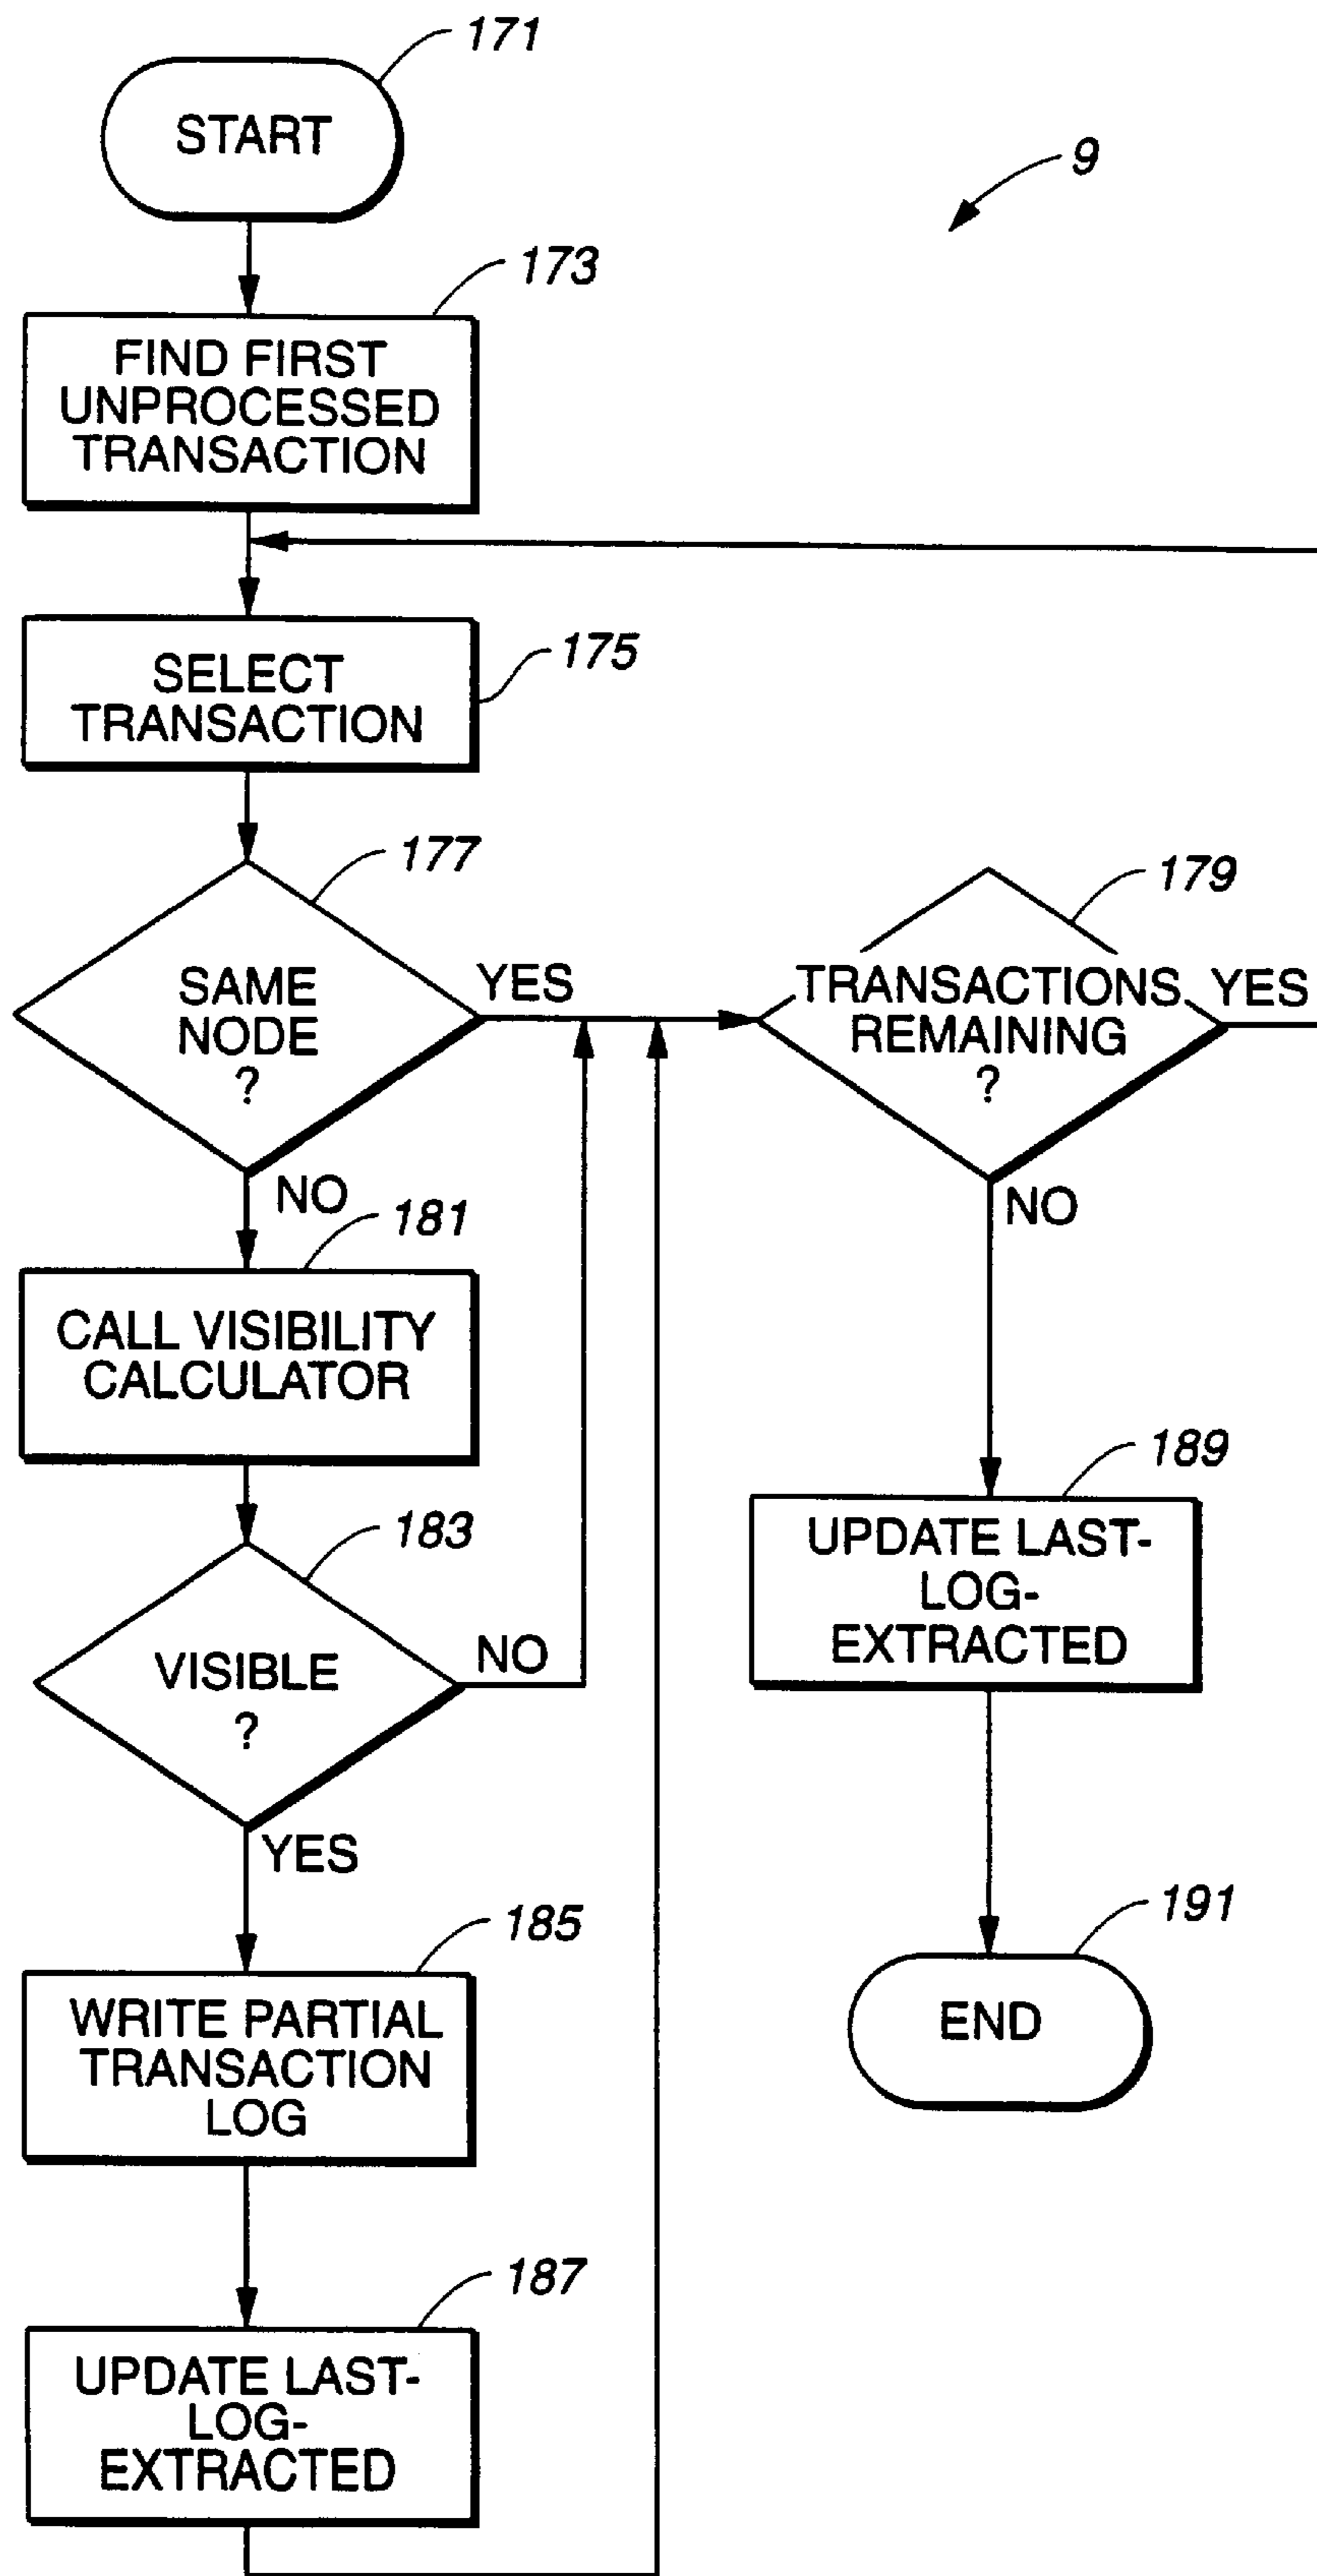 171
START
9
173
FIND FIRST
UNPROCESSED
TRANSACTION
175
SELECT
TRANSACTION
177
SAME
NODE
?
YES
NO
179
TRANSACTIONS
REMAINING
?
YES
NO
181
CALL VISIBILITY
CALCULATOR
183
VISIBLE
?
NO
YES
185
WRITE PARTIAL
TRANSACTION
LOG
187
UPDATE LAST-
LOG-
EXTRACTED
189
UPDATE LAST-
LOG-
EXTRACTED
191
END